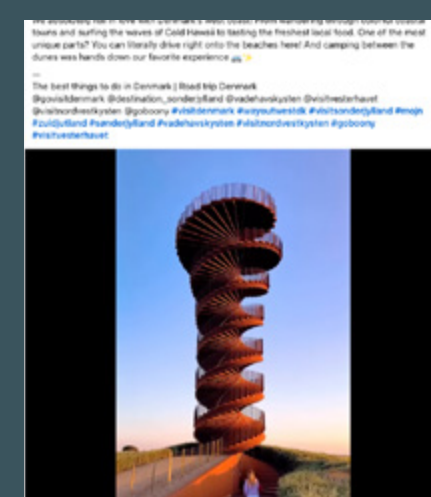 We absolutely fell in love with Denmark's west coast! From wandering through colorful coastal
towns and surfing the waves of Cold Hawaii to tasting the freshest local food. One of the most
unique parts? You can literally drive right onto the beaches here! And camping between the
dunes was hands down our favorite experience 🚙 ✨
—
The best things to do in Denmark | Road trip Denmark
@govisitdenmark @destination_sonderjylland @vadehavskysten @visitvesterhavet
@visitnordvestkysten @goboony #visitdenmark #wayoutwestdk #visitsonderjylland #mojn
#zuidjutland #sønderjylland #vadehavskysten #visitnordvestkysten #goboony
#visitvesterhavet